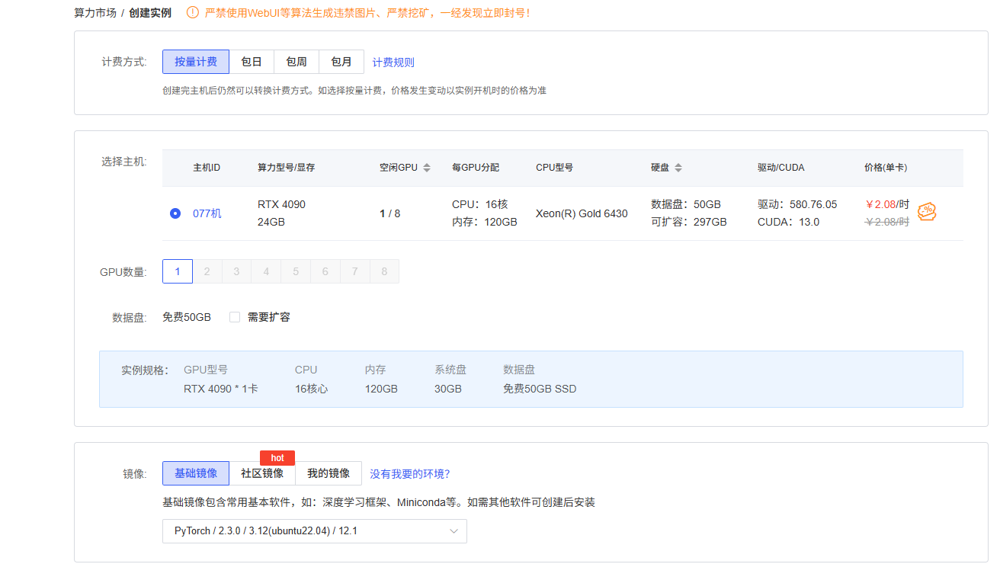 算力市场 / 创建实例 严禁使用WebUI等算法生成违禁图片、严禁挖矿，一经发现立即封号！
计费方式: 按量计费 包日 包周 包月 计费规则
创建完主机后仍然可以转换计费方式。如选择按量计费，价格发生变动以实例开机时的价格为准
选择主机: 主机ID 算力型号/显存 空闲GPU 每GPU分配 CPU型号 硬盘 驱动/CUDA 价格(单卡)
077机 RTX 4090 24GB 1 / 8 CPU：16核 内存：120GB Xeon(R) Gold 6430 数据盘：50GB 可扩容：297GB 驱动：580.76.05 CUDA：13.0 ￥2.08/时 ￥2.08/时
GPU数量: 1 2 3 4 5 6 7 8
数据盘: 免费50GB 需要扩容
实例规格： GPU型号 CPU 内存 系统盘 数据盘
RTX 4090 * 1卡 16核心 120GB 30GB 免费50GB SSD
hot
镜像: 基础镜像 社区镜像 我的镜像 没有我要的环境?
基础镜像包含常用基本软件，如：深度学习框架、Miniconda等。如需其他软件可创建后安装
PyTorch / 2.3.0 / 3.12(ubuntu22.04) / 12.1